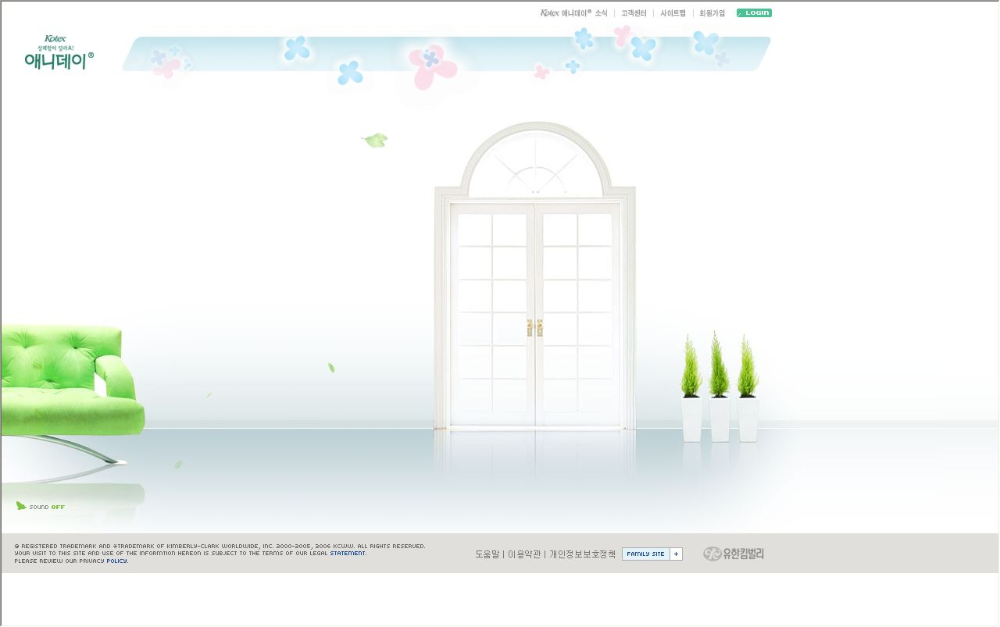 Kotex 애니데이® 소식 | 고객센터 | 사이트맵 | 회원가입 LOGIN
Kotex
상쾌함이 달라요!
애니데이®
SOUND OFF
© REGISTERED TRADEMARK AND *TRADEMARK OF KIMBERLY-CLARK WORLDWIDE, INC. 2000-2005, 2006 KCWW. ALL RIGHTS RESERVED.
YOUR VISIT TO THIS SITE AND USE OF THE INFORMTION HEREON IS SUBJECT TO THE TERMS OF OUR LEGAL STATEMENT.
PLEASE REVIEW OUR PRIVACY POLICY.
도움말 | 이용약관 | 개인정보보호정책 FAMILY SITE + 유한킴벌리